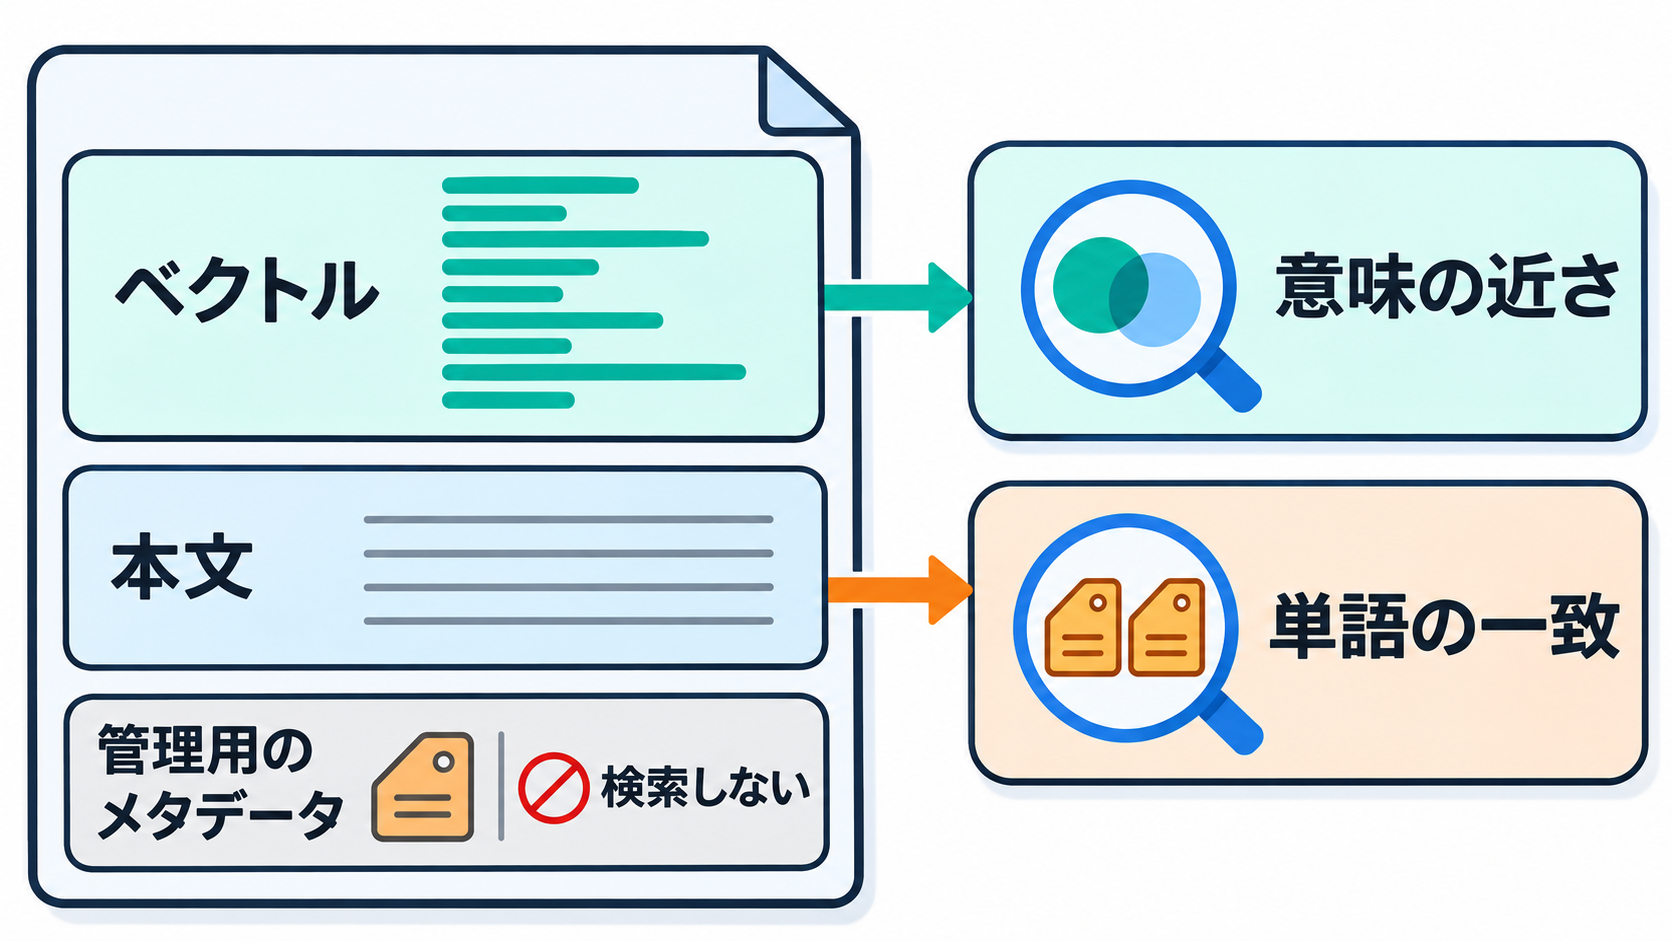 ベクトル
意味の近さ
本文
単語の一致
管理用の
メタデータ
検索しない